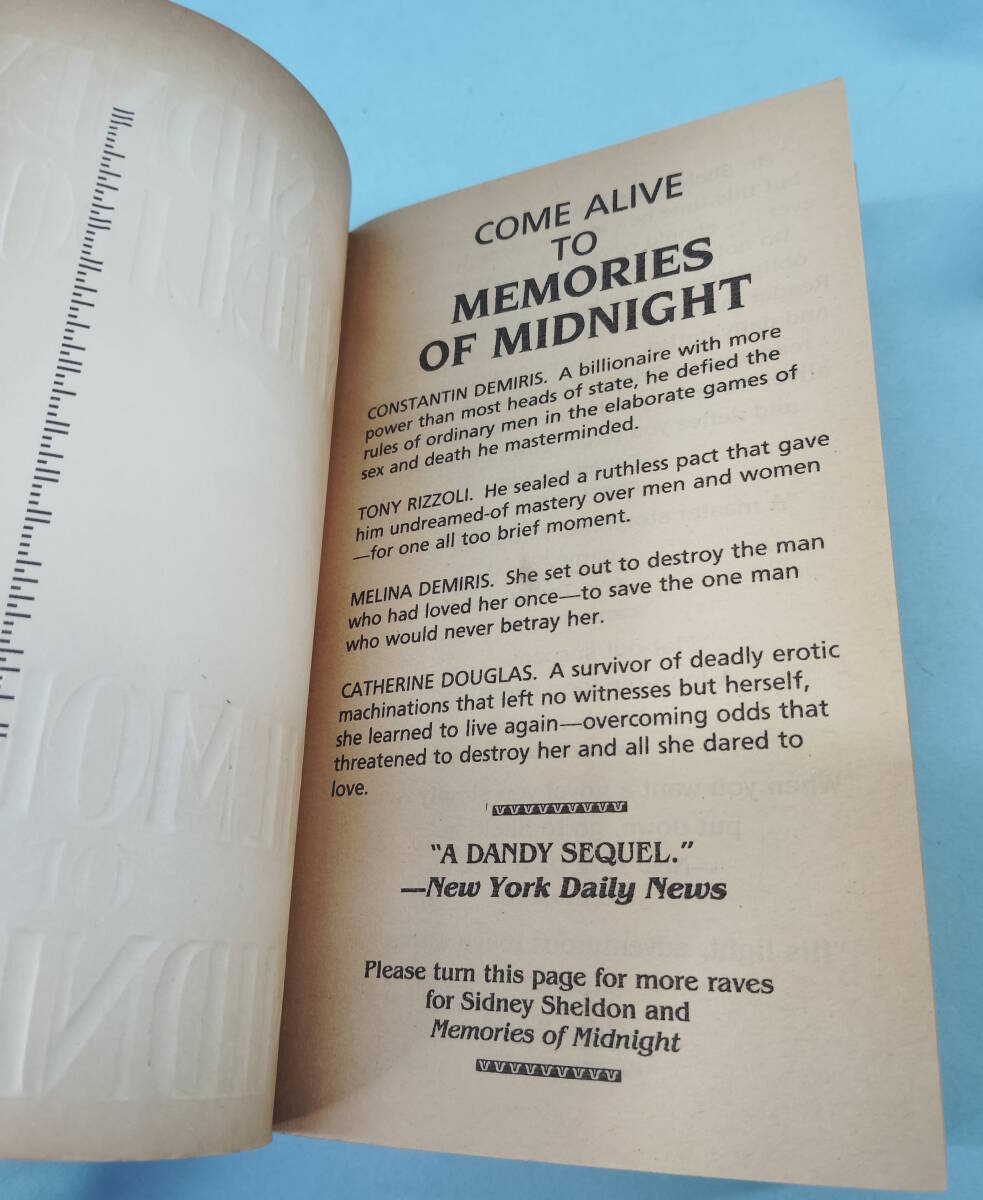 COME ALIVE
TO
MEMORIES
OF MIDNIGHT
CONSTANTIN DEMIRIS. A billionaire with more
power than most heads of state, he defied the
rules of ordinary men in the elaborate games of
sex and death he masterminded.
TONY RIZZOLI. He sealed a ruthless pact that gave
him undreamed-of mastery over men and women
—for one all too brief moment.
MELINA DEMIRIS. She set out to destroy the man
who had loved her once—to save the one man
who would never betray her.
CATHERINE DOUGLAS. A survivor of deadly erotic
machinations that left no witnesses but herself,
she learned to live again—overcoming odds that
threatened to destroy her and all she dared to
love.
"A DANDY SEQUEL."
—New York Daily News
Please turn this page for more raves
for Sidney Sheldon and
Memories of Midnight